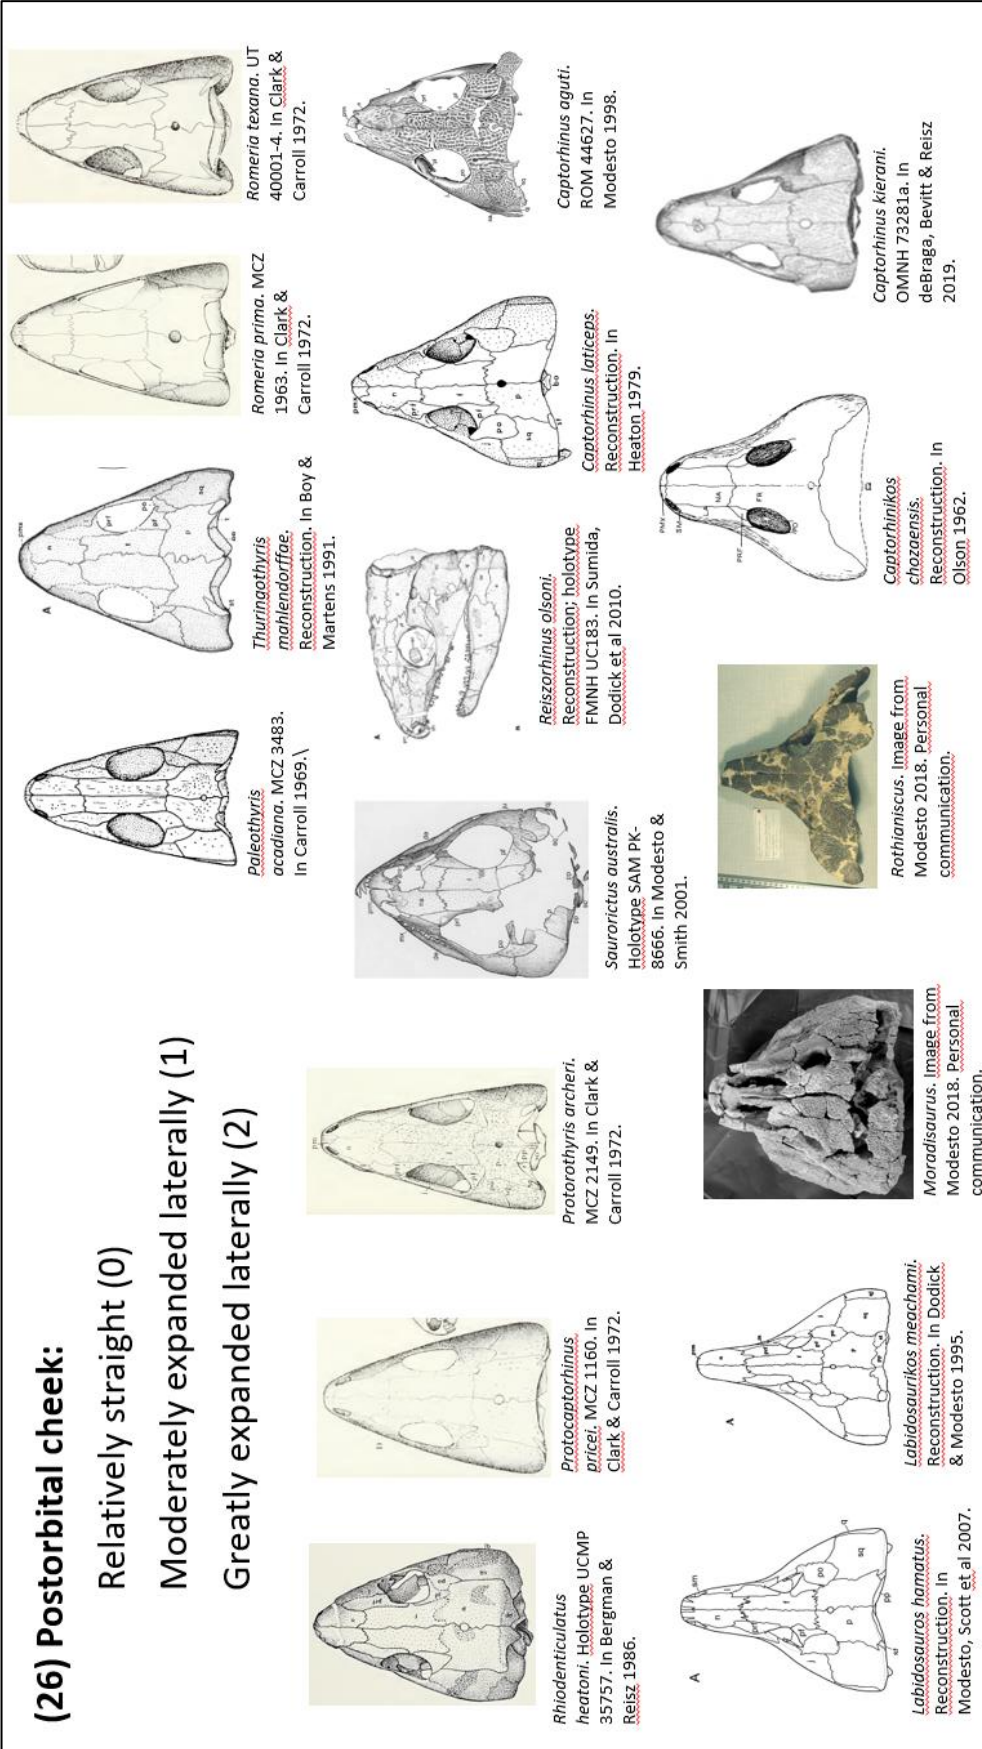 (26) Postorbital cheek:
Relatively straight (0)
Moderately expanded laterally (1)
Greatly expanded laterally (2)
Paleothyris
acadiana. MCZ 3483.
In Carroll 1969.\
Thuringothyris
mahlendorffae.
Reconstruction. In Boy &
Martens 1991.
Romeria prima. MCZ
1963. In Clark &
Carroll 1972.
Romeria texana. UT
40001-4. In Clark &
Carroll 1972.
Rhiodenticulatus
heatoni. Holotype UCMP
35757. In Bergman &
Reisz 1986.
Protocaptorhinus
pricei. MCZ 1160. In
Clark & Carroll 1972.
Protorothyris archeri.
MCZ 2149. In Clark &
Carroll 1972.
Saurorictus australis.
Holotype SAM PK-
8666. In Modesto &
Smith 2001.
Reiszorhinus olsoni.
Reconstruction; holotype
FMNH UC183. In Sumida,
Dodick et al 2010.
Captorhinus laticeps.
Reconstruction. In
Heaton 1979.
Captorhinus aguti.
ROM 44627. In
Modesto 1998.
Labidosauros hamatus.
Reconstruction. In
Modesto, Scott et al 2007.
Labidosaurikos meachami.
Reconstruction. In Dodick
& Modesto 1995.
Moradisaurus. Image from
Modesto 2018. Personal
communication.
Rothianiscus. Image from
Modesto 2018. Personal
communication.
Captorhinikos
chozaensis.
Reconstruction. In
Olson 1962.
Captorhinus kierani.
OMNH 73281a. In
deBraga, Bevitt & Reisz
2019.